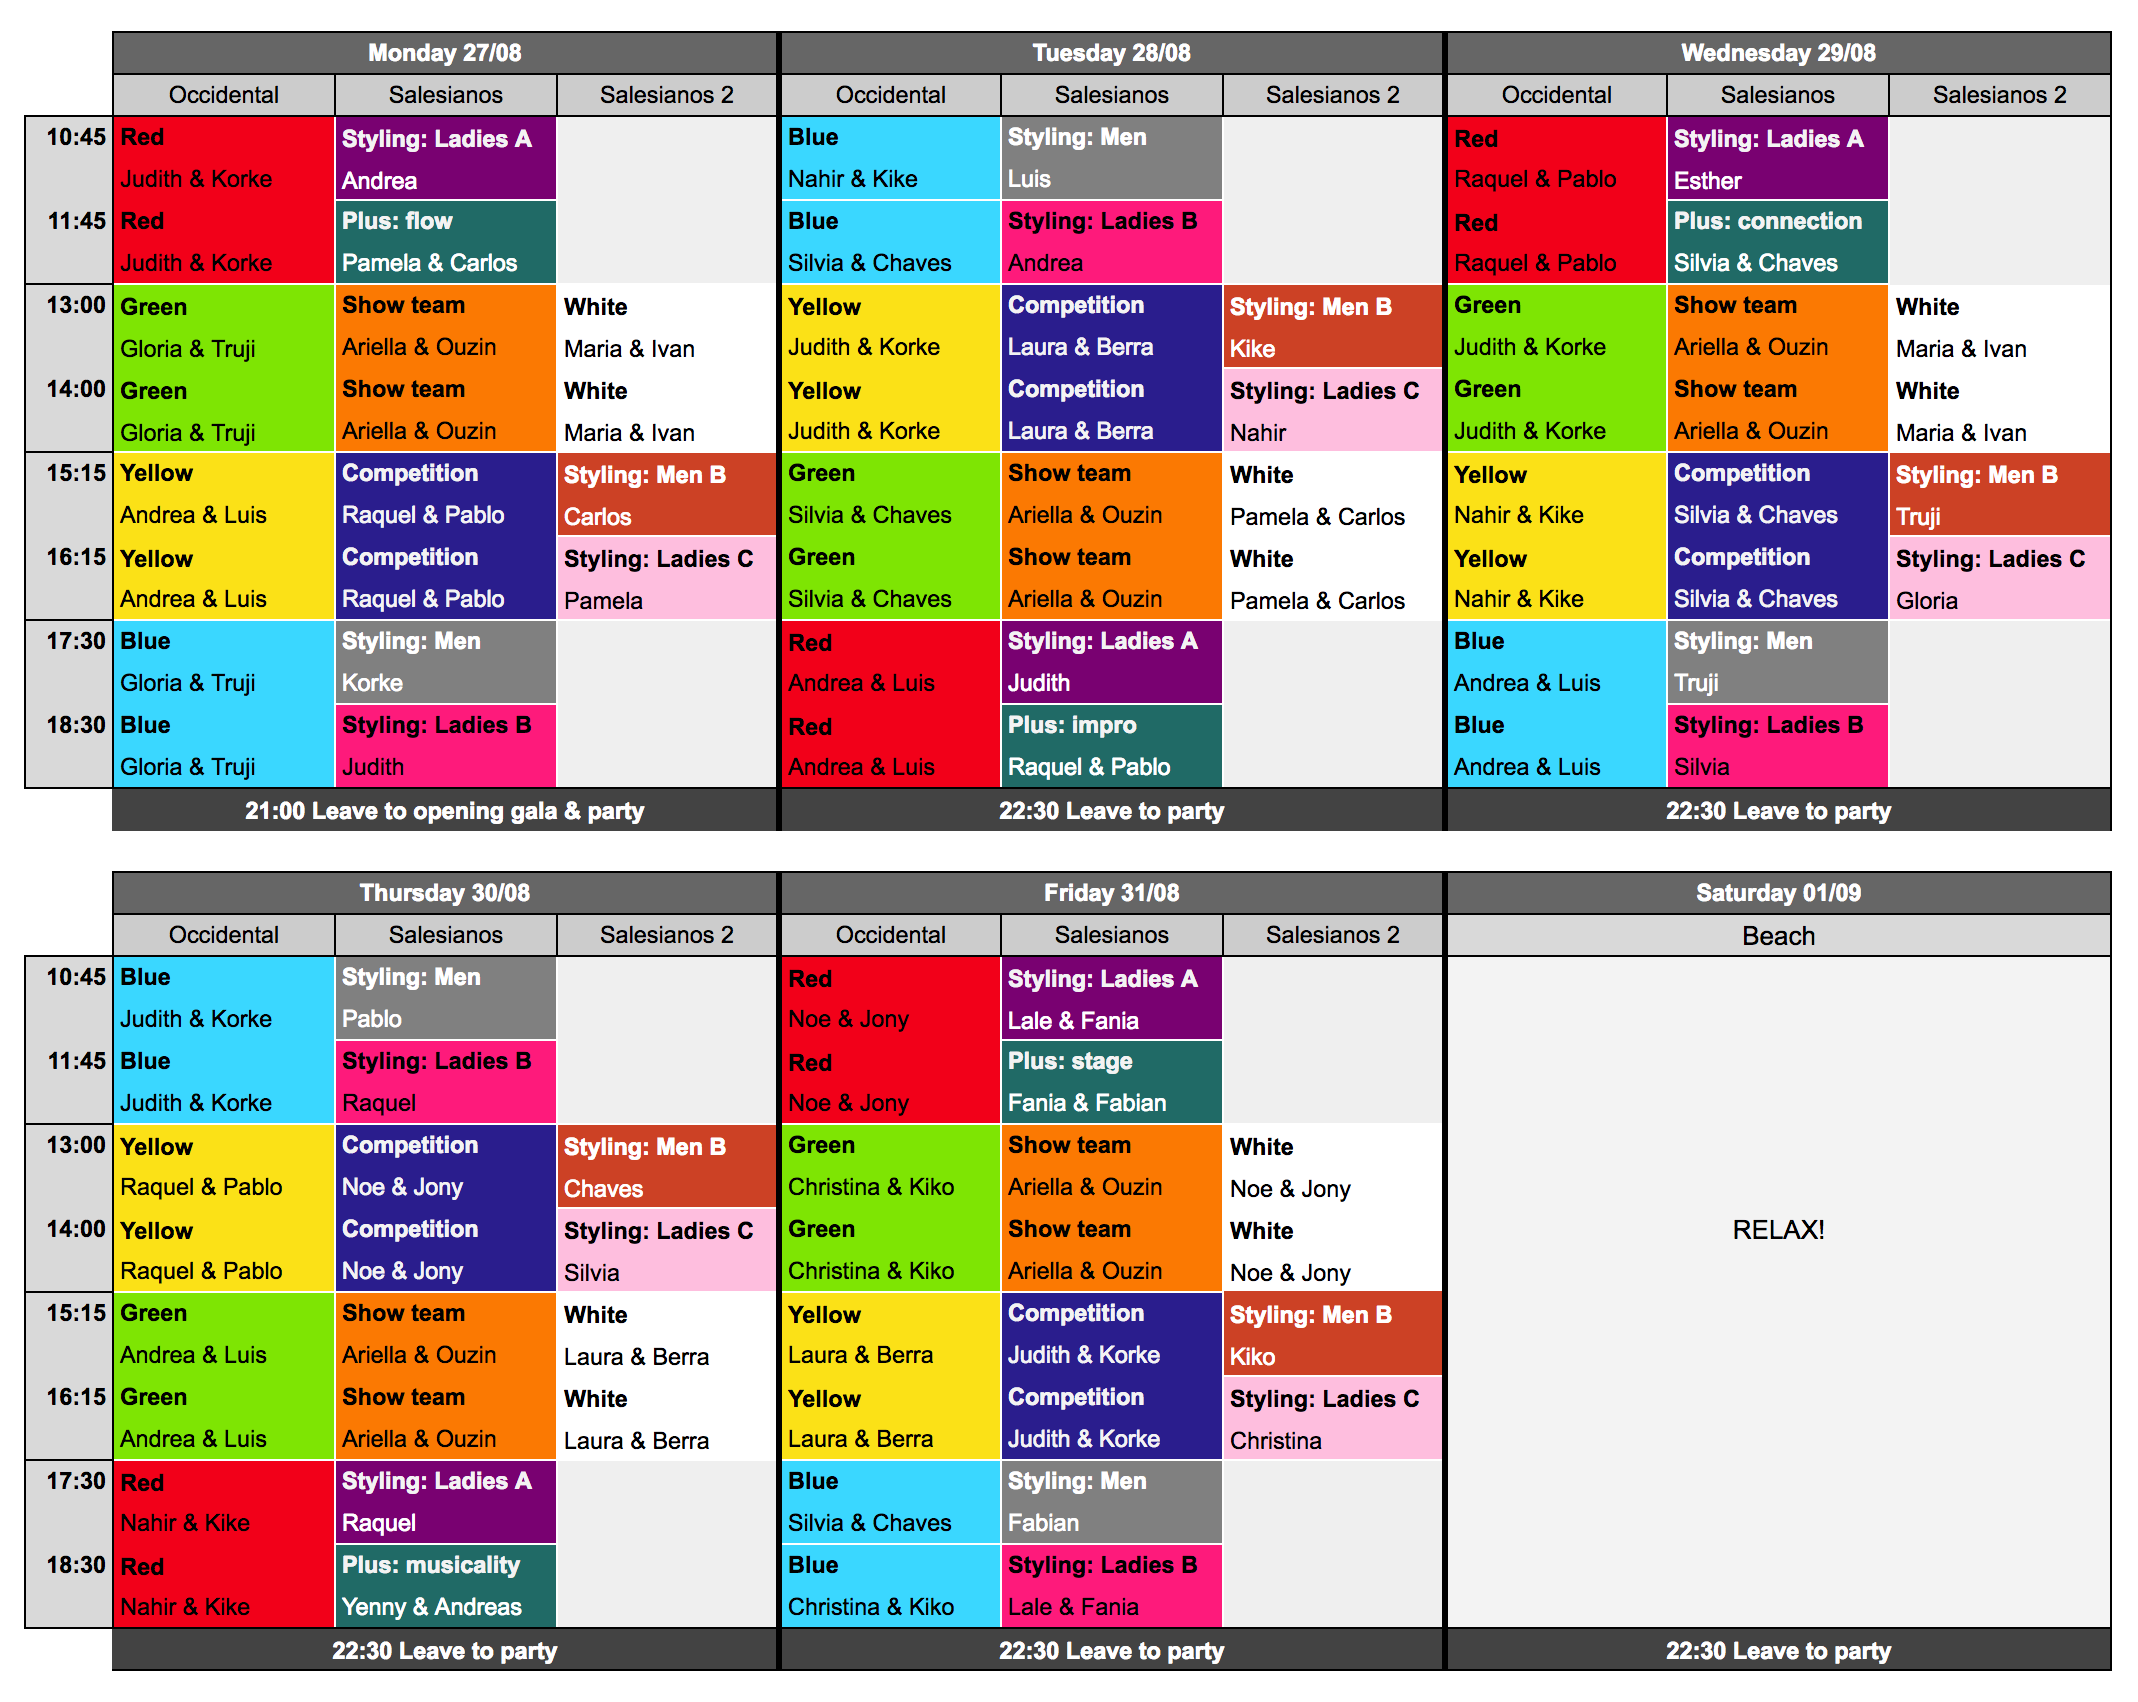 Monday 27/08 Tuesday 28/08 Wednesday 29/08
Occidental Salesianos Salesianos 2 Occidental Salesianos Salesianos 2 Occidental Salesianos Salesianos 2
10:45 Red Styling: Ladies A Blue Styling: Men Red Styling: Ladies A
Judith & Korke Andrea Nahir & Kike Luis Raquel & Pablo Esther
11:45 Red Plus: flow Blue Styling: Ladies B Red Plus: connection
Judith & Korke Pamela & Carlos Silvia & Chaves Andrea Raquel & Pablo Silvia & Chaves
13:00 Green Show team White Yellow Competition Styling: Men B Green Show team White
Gloria & Truji Ariella & Ouzin Maria & Ivan Judith & Korke Laura & Berra Kike Judith & Korke Ariella & Ouzin Maria & Ivan
14:00 Green Show team White Yellow Competition Styling: Ladies C Green Show team White
Gloria & Truji Ariella & Ouzin Maria & Ivan Judith & Korke Laura & Berra Nahir Judith & Korke Ariella & Ouzin Maria & Ivan
15:15 Yellow Competition Styling: Men B Green Show team White Yellow Competition Styling: Men B
Andrea & Luis Raquel & Pablo Carlos Silvia & Chaves Ariella & Ouzin Pamela & Carlos Nahir & Kike Silvia & Chaves Truji
16:15 Yellow Competition Styling: Ladies C Green Show team White Yellow Competition Styling: Ladies C
Andrea & Luis Raquel & Pablo Pamela Silvia & Chaves Ariella & Ouzin Pamela & Carlos Nahir & Kike Silvia & Chaves Gloria
17:30 Blue Styling: Men Red Styling: Ladies A Blue Styling: Men
Gloria & Truji Korke Andrea & Luis Judith Andrea & Luis Truji
18:30 Blue Styling: Ladies B Red Plus: impro Blue Styling: Ladies B
Gloria & Truji Judith Andrea & Luis Raquel & Pablo Andrea & Luis Silvia
21:00 Leave to opening gala & party 22:30 Leave to party 22:30 Leave to party
Thursday 30/08 Friday 31/08 Saturday 01/09
Occidental Salesianos Salesianos 2 Occidental Salesianos Salesianos 2 Beach
10:45 Blue Styling: Men Red Styling: Ladies A
Judith & Korke Pablo Noe & Jony Lale & Fania
11:45 Blue Styling: Ladies B Red Plus: stage
Judith & Korke Raquel Noe & Jony Fania & Fabian
13:00 Yellow Competition Styling: Men B Green Show team White
Raquel & Pablo Noe & Jony Chaves Christina & Kiko Ariella & Ouzin Noe & Jony
14:00 Yellow Competition Styling: Ladies C Green Show team White RELAX!
Raquel & Pablo Noe & Jony Silvia Christina & Kiko Ariella & Ouzin Noe & Jony
15:15 Green Show team White Yellow Competition Styling: Men B
Andrea & Luis Ariella & Ouzin Laura & Berra Laura & Berra Judith & Korke Kiko
16:15 Green Show team White Yellow Competition Styling: Ladies C
Andrea & Luis Ariella & Ouzin Laura & Berra Laura & Berra Judith & Korke Christina
17:30 Red Styling: Ladies A Blue Styling: Men
Nahir & Kike Raquel Silvia & Chaves Fabian
18:30 Red Plus: musicality Blue Styling: Ladies B
Nahir & Kike Yenny & Andreas Christina & Kiko Lale & Fania
22:30 Leave to party 22:30 Leave to party 22:30 Leave to party